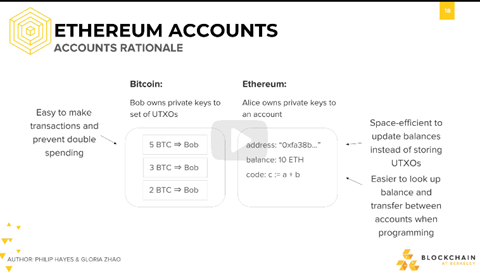 ETHEREUM ACCOUNTS
ACCOUNTS RATIONALE
16
Bitcoin:
Bob owns private keys to
set of UTXOs
Ethereum:
Alice owns private keys to
an account
Easy to make
transactions and
prevent double
spending
5 BTC ⇒ Bob
3 BTC ⇒ Bob
2 BTC ⇒ Bob
address: "0xfa38b..."
balance: 10 ETH
code: c := a + b
Space-efficient to
update balances
instead of storing
UTXOs
Easier to look up
balance and
transfer between
accounts when
programming
AUTHOR: PHILIP HAYES & GLORIA ZHAO
BLOCKCHAIN
AT BERKELEY